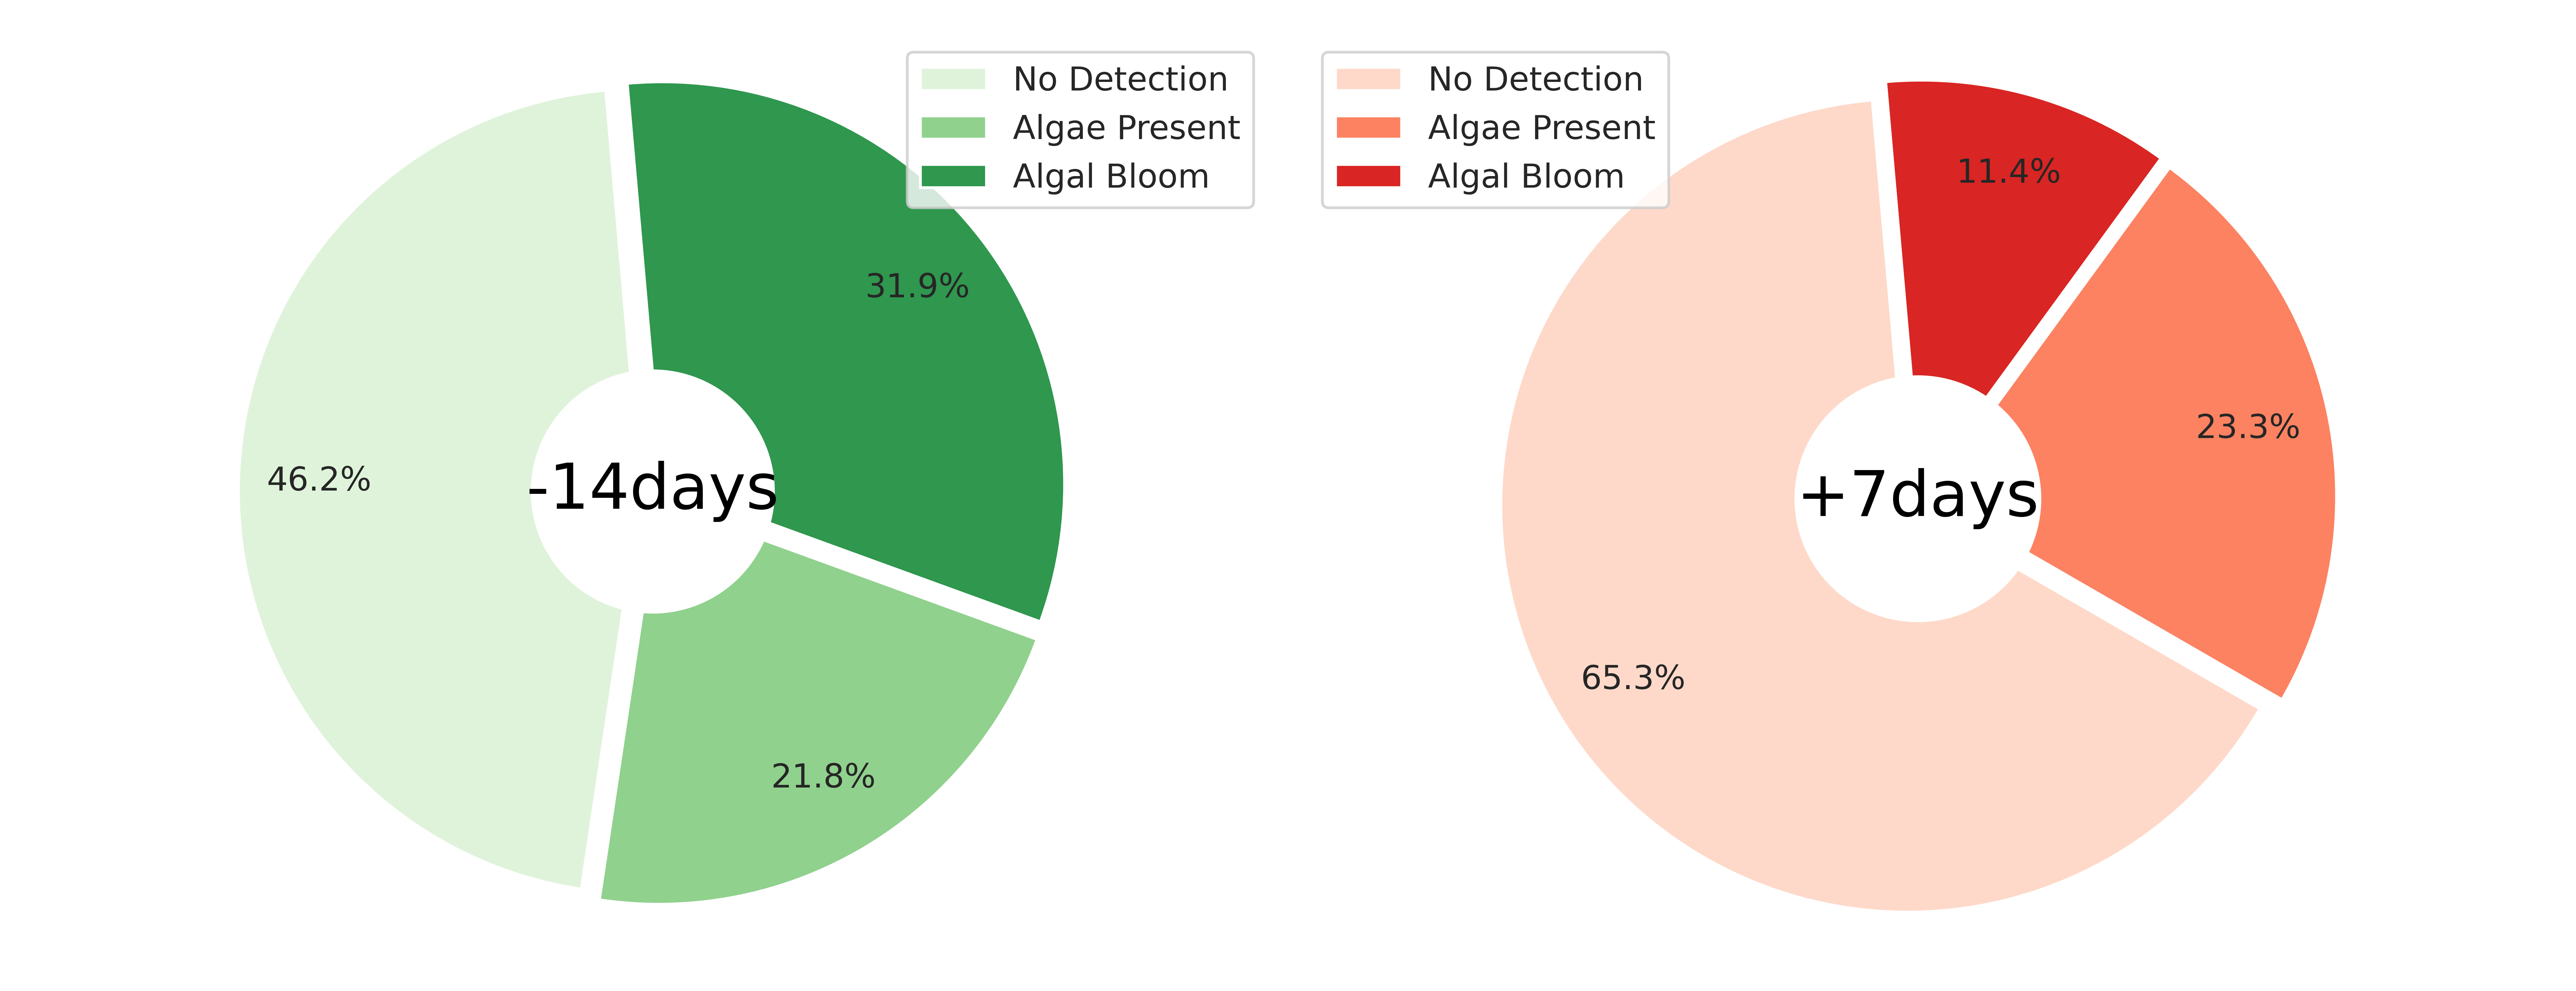 No Detection
Algae Present
Algal Bloom
31.9%
46.2%
-14days
21.8%
No Detection
Algae Present
Algal Bloom
11.4%
23.3%
+7days
65.3%